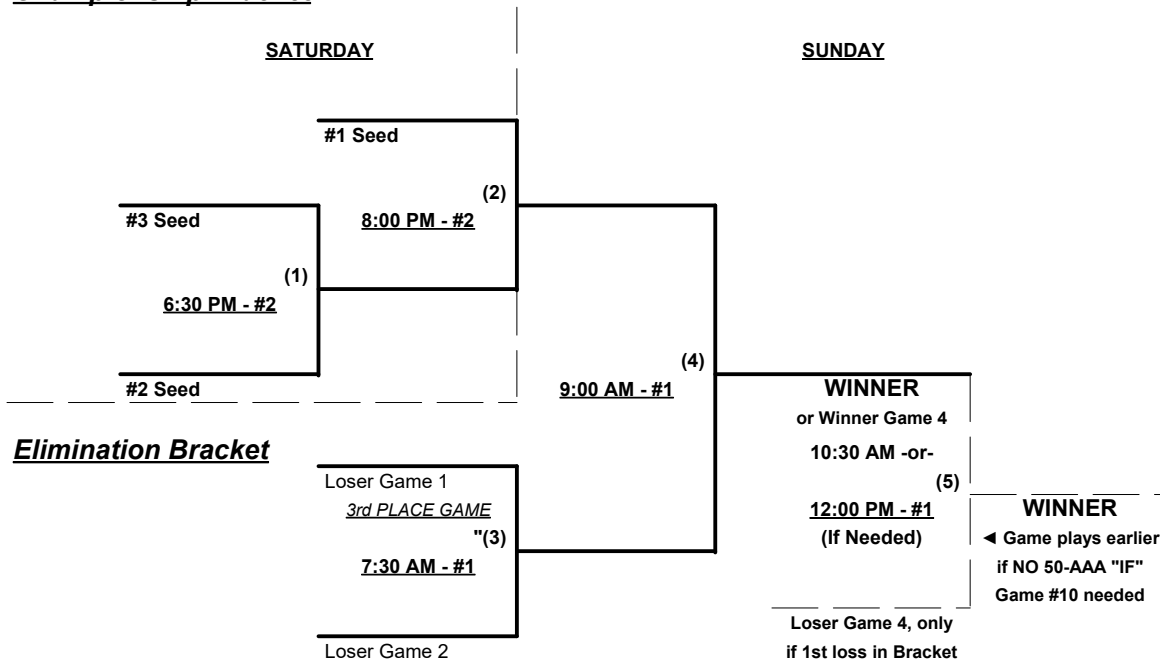 SATURDAY
SUNDAY
#1 Seed
(2)
8:00 PM - #2
#3 Seed
(1)
6:30 PM - #2
#2 Seed
(4)
9:00 AM - #1
WINNER
or Winner Game 4
10:30 AM -or-
(5)
12:00 PM - #1
(If Needed)
WINNER
◄ Game plays earlier
if NO 50-AAA "IF"
Game #10 needed
Loser Game 4, only
if 1st loss in Bracket
Elimination Bracket
Loser Game 1
3rd PLACE GAME
"(3)
7:30 AM - #1
Loser Game 2